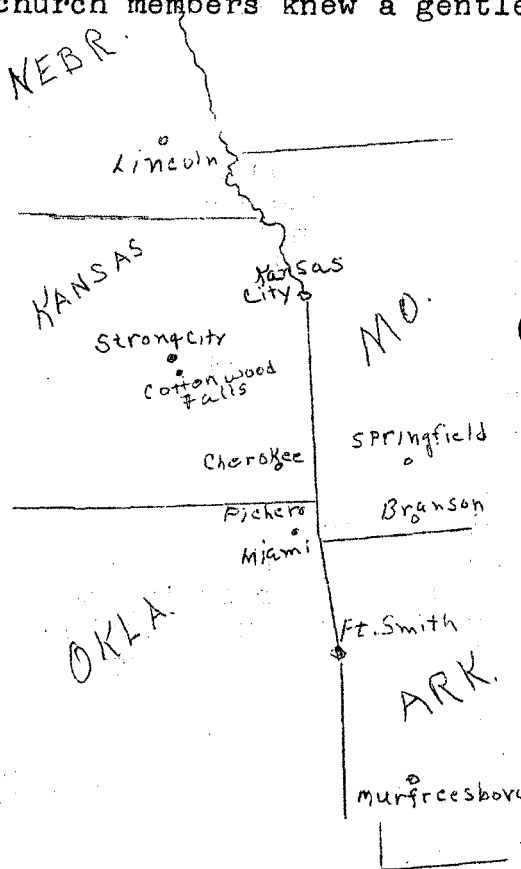 church members knew a gentle
NEBR.
Lincoln
KANSAS
Kansas
City
MO.
Strong City
Cottonwood
Falls
Cherokee
Springfield
Picher
Branson
Miami
OKLA.
Ft. Smith
ARK.
Murfreesboro